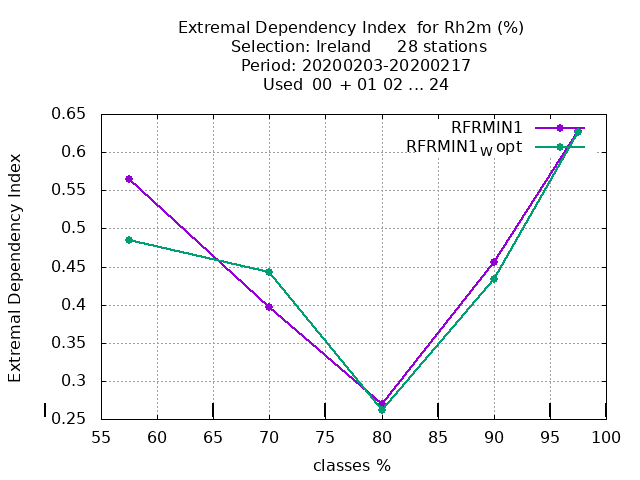 Extremal Dependency Index for Rh2m (%)
Selection: Ireland 28 stations
Period: 20200203-20200217
Used 00 + 01 02 ... 24
RFRMIN1
RFRMIN1W opt
Extremal Dependency Index
0.65
0.6
0.55
0.5
0.45
0.4
0.35
0.3
0.25
55 60 65 70 75 80 85 90 95 100
classes %